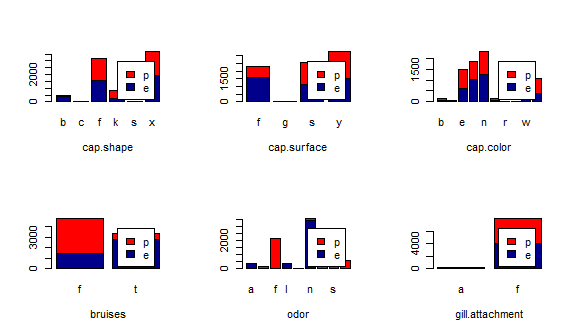 2000
0
p
e
b c f k s x
cap.shape
1500
0
p
e
f g s y
cap.surface
1500
0
p
e
b e n r w
cap.color
3000
0
p
e
f t
bruises
2000
0
p
e
a f l n s
odor
4000
0
p
e
a f
gill.attachment